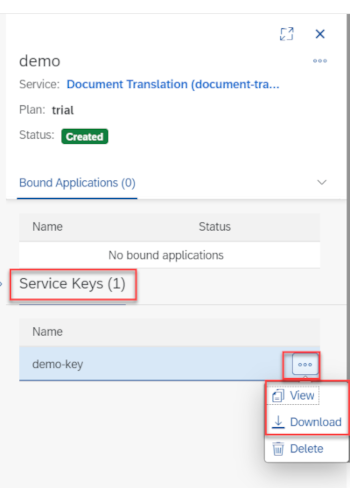 demo
Service: Document Translation (document-tra...
Plan: trial
Status: Created
Bound Applications (0)
Name Status
No bound applications
Service Keys (1)
Name
demo-key
View
Download
Delete